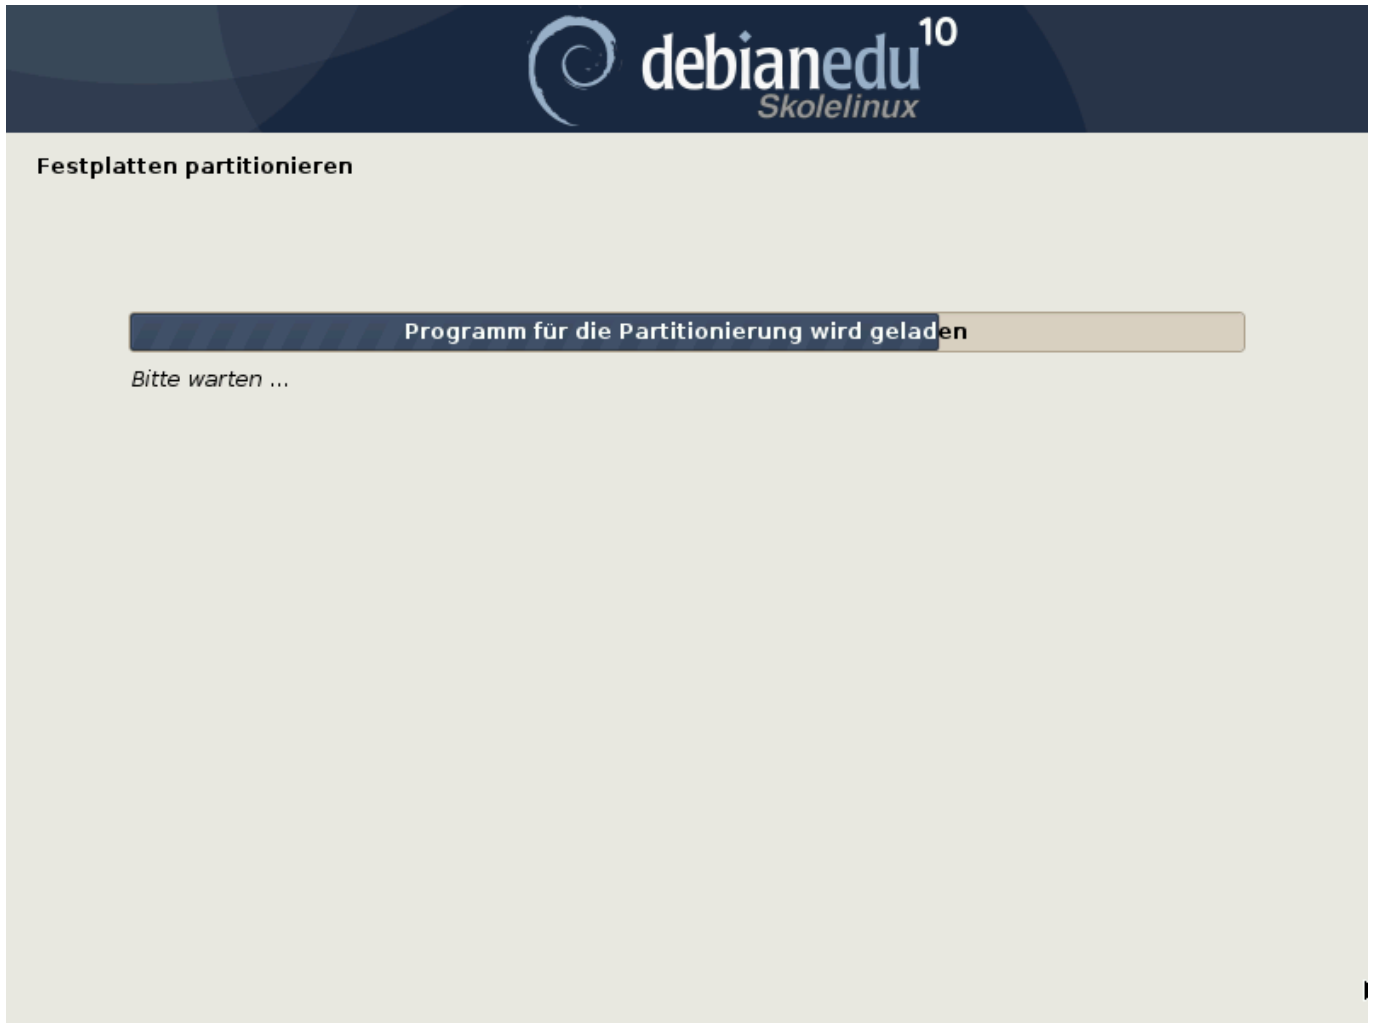 debianedu 10
Skolelinux
Festplatten partitionieren
Programm für die Partitionierung wird geladen
Bitte warten ...